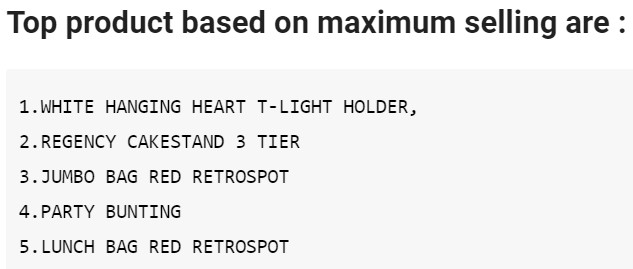 Top product based on maximum selling are :
1.WHITE HANGING HEART T-LIGHT HOLDER,
2.REGENCY CAKESTAND 3 TIER
3.JUMBO BAG RED RETROSPOT
4.PARTY BUNTING
5.LUNCH BAG RED RETROSPOT